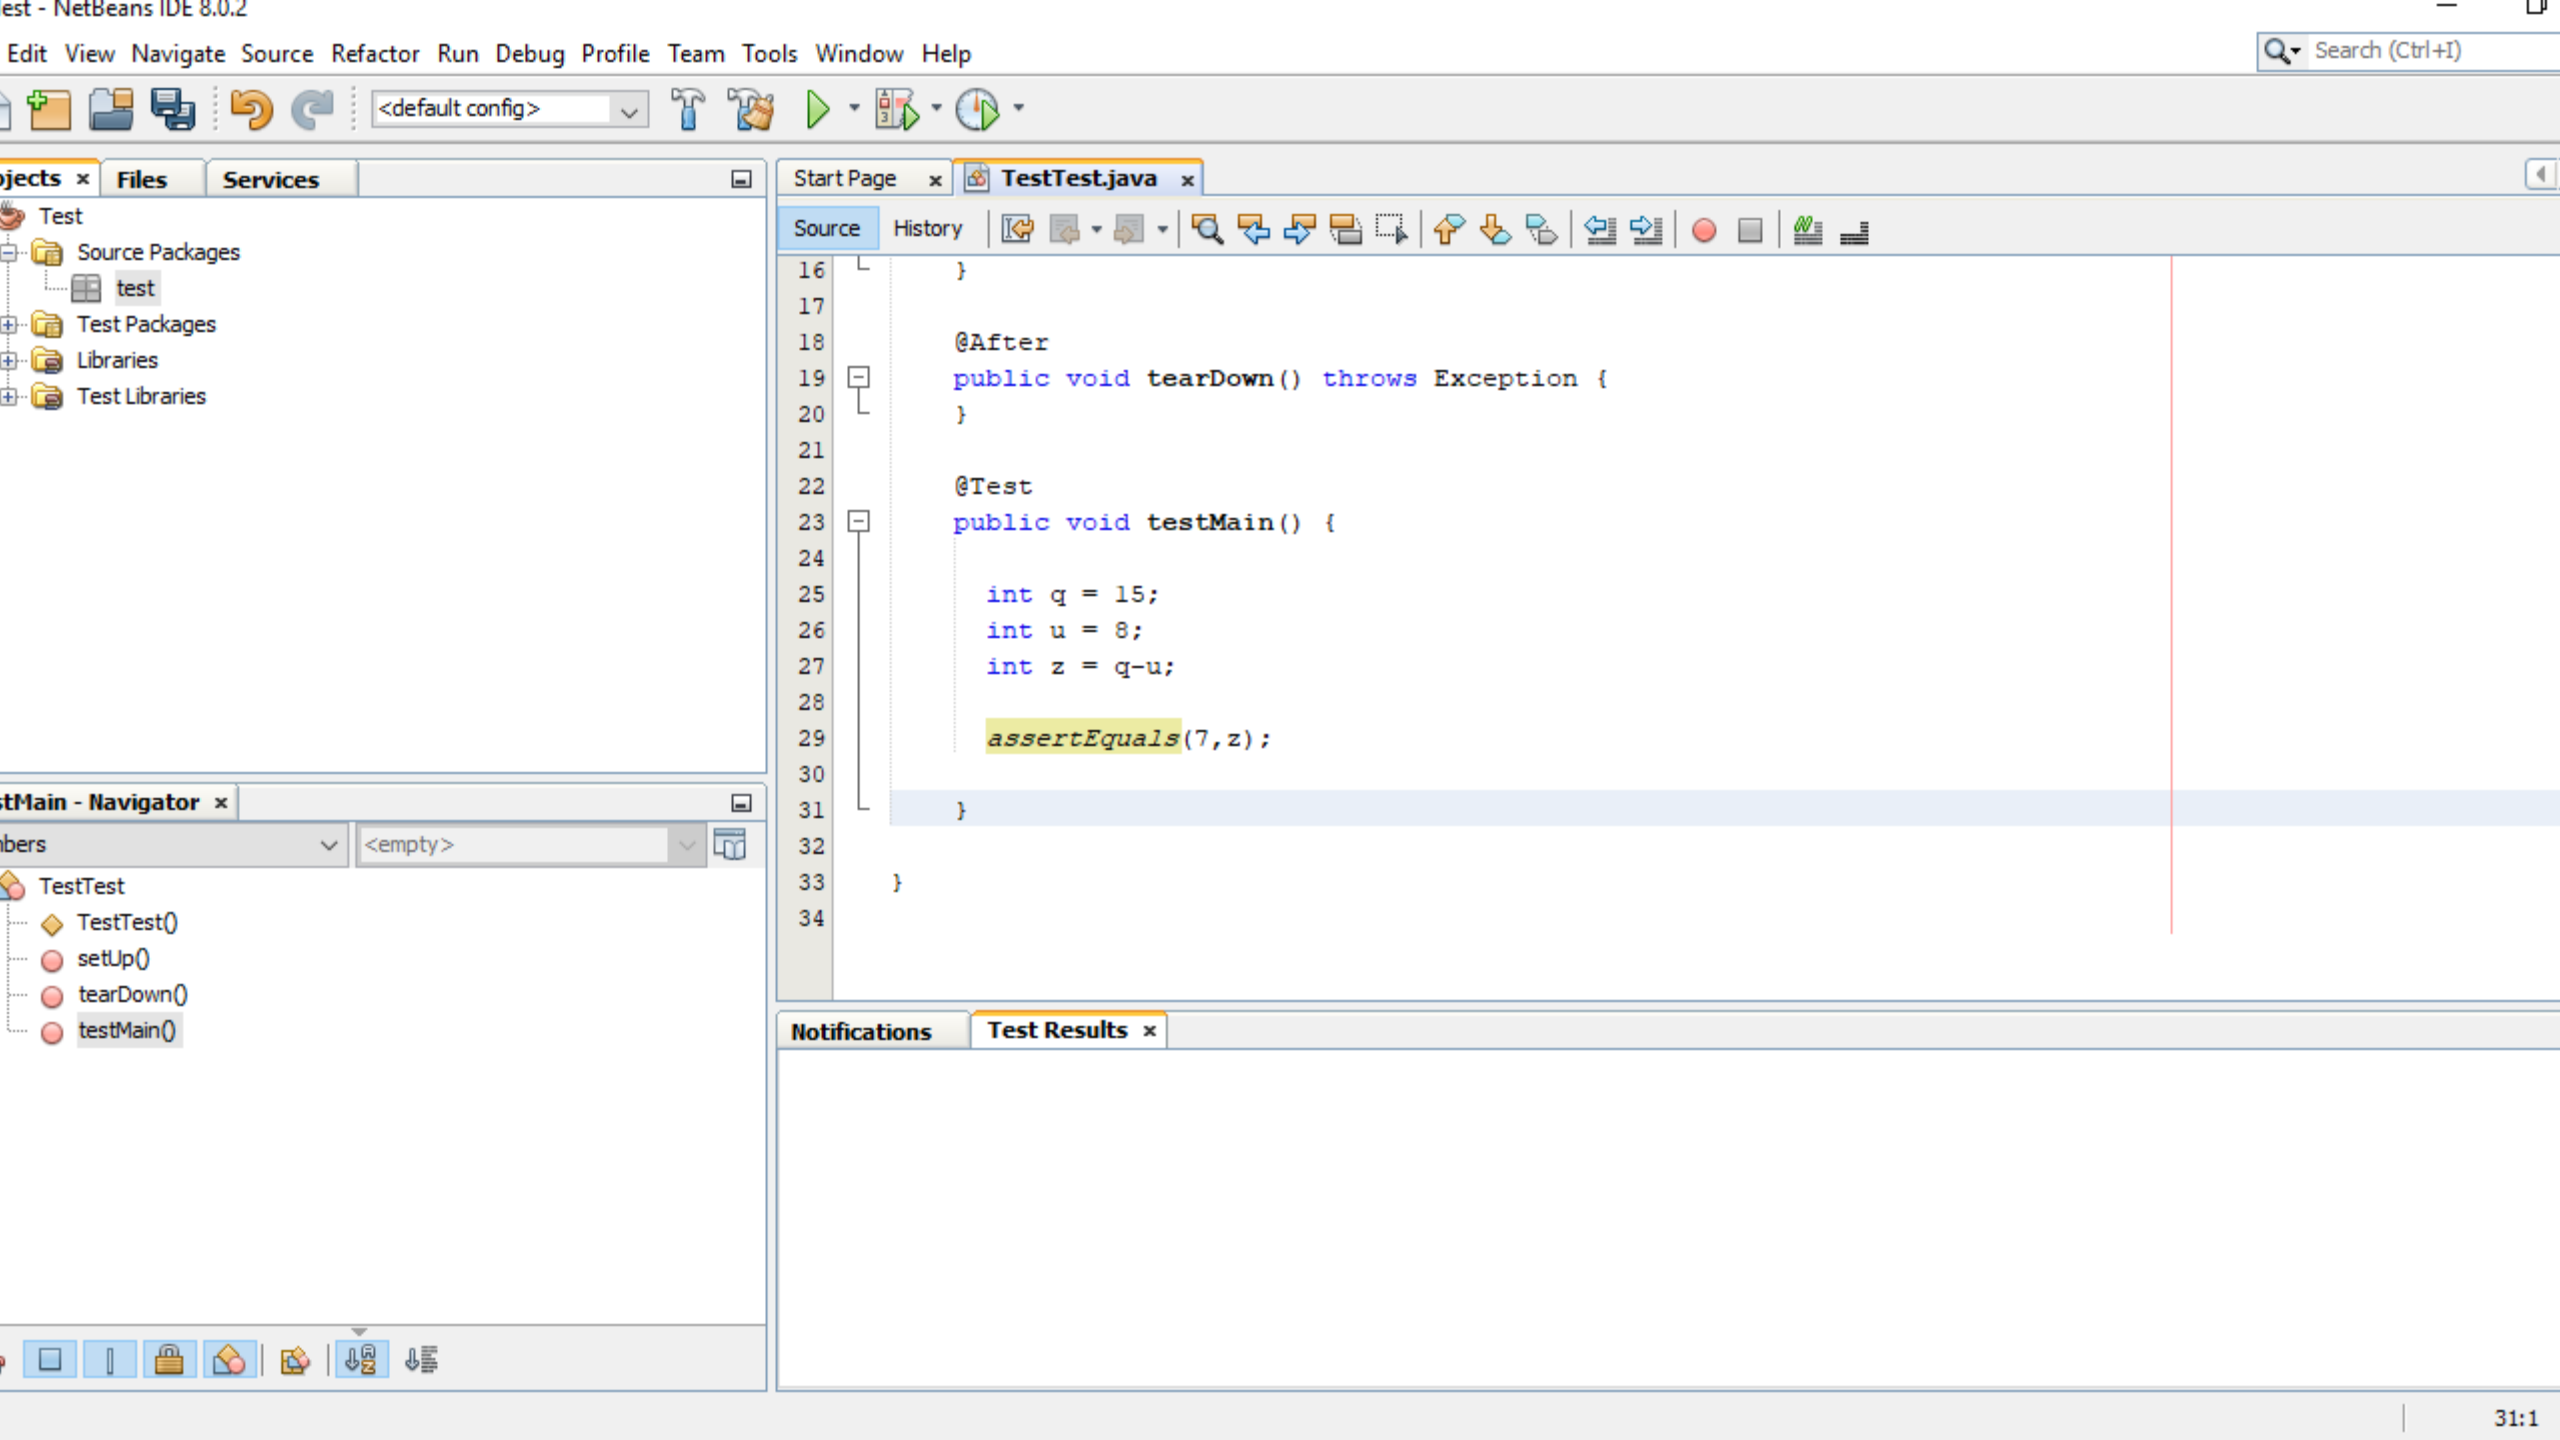 est - NetBeans IDE 8.0.2
Edit View Navigate Source Refactor Run Debug Profile Team Tools Window Help
Search (Ctrl+I)
<default config>
jects × Files Services
Test
Source Packages
test
Test Packages
Libraries
Test Libraries
Start Page × TestTest.java ×
Source History
16 }
17
18 @After
19 public void tearDown() throws Exception {
20 }
21
22 @Test
23 public void testMain() {
24
25 int q = 15;
26 int u = 8;
27 int z = q-u;
28
29 assertEquals(7,z);
30
31 }
32
33 }
34
stMain - Navigator ×
bers
<empty>
TestTest
TestTest()
setUp()
tearDown()
testMain()
Notifications Test Results ×
31:1